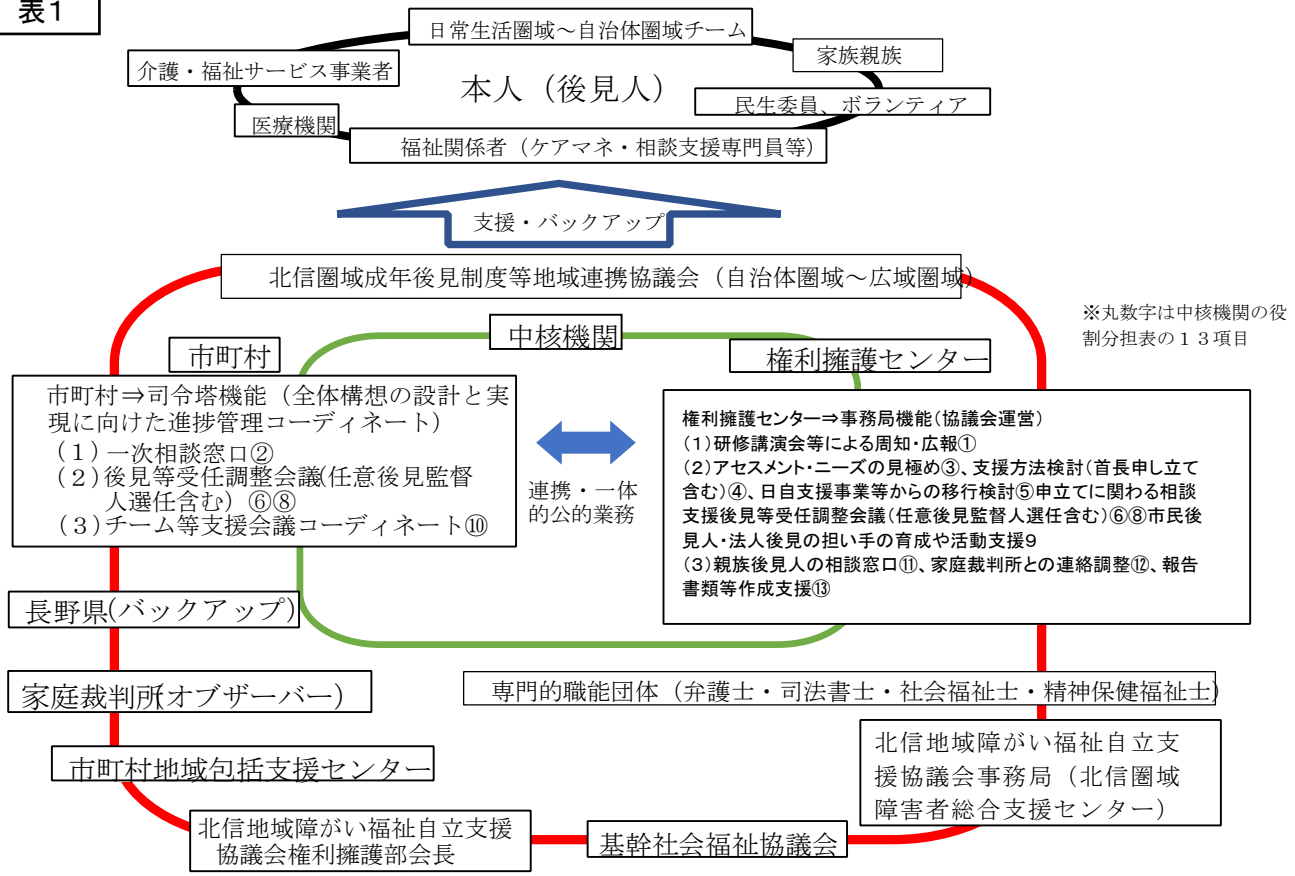 表1
日常生活圏域～自治体圏域チーム
介護・福祉サービス事業者
家族親族
本人（後見人）
民生委員、ボランティア
医療機関
福祉関係者（ケアマネ・相談支援専門員等）
支援・バックアップ
北信圏域成年後見制度等地域連携協議会（自治体圏域～広域圏域）
※丸数字は中核機関の役
割分担表の１３項目
中核機関
市町村
権利擁護センター
市町村⇒司令塔機能（全体構想の設計と実
現に向けた進捗管理コーディネート）
（１）一次相談窓口②
（２）後見等受任調整会議(任意後見監督
人選任含む）⑥⑧
（３）チーム等支援会議コーディネート⑩
連携・一体
的公的業務
権利擁護センター⇒事務局機能（協議会運営）
（１）研修講演会等による周知・広報①
（２）アセスメント・ニーズの見極め③、支援方法検討（首長申し立て
含む）④、日自支援事業等からの移行検討⑤申立てに関わる相談
支援後見等受任調整会議（任意後見監督人選任含む）⑥⑧市民後
見人・法人後見の担い手の育成や活動支援9
（３）親族後見人の相談窓口⑪、家庭裁判所との連絡調整⑫、報告
書類等作成支援⑬
長野県(バックアップ)
家庭裁判所(オブザーバー）
専門的職能団体（弁護士・司法書士・社会福祉士・精神保健福祉士）
市町村地域包括支援センター
北信地域障がい福祉自立支
援協議会事務局（北信圏域
障害者総合支援センター）
北信地域障がい福祉自立支援
協議会権利擁護部会長
基幹社会福祉協議会